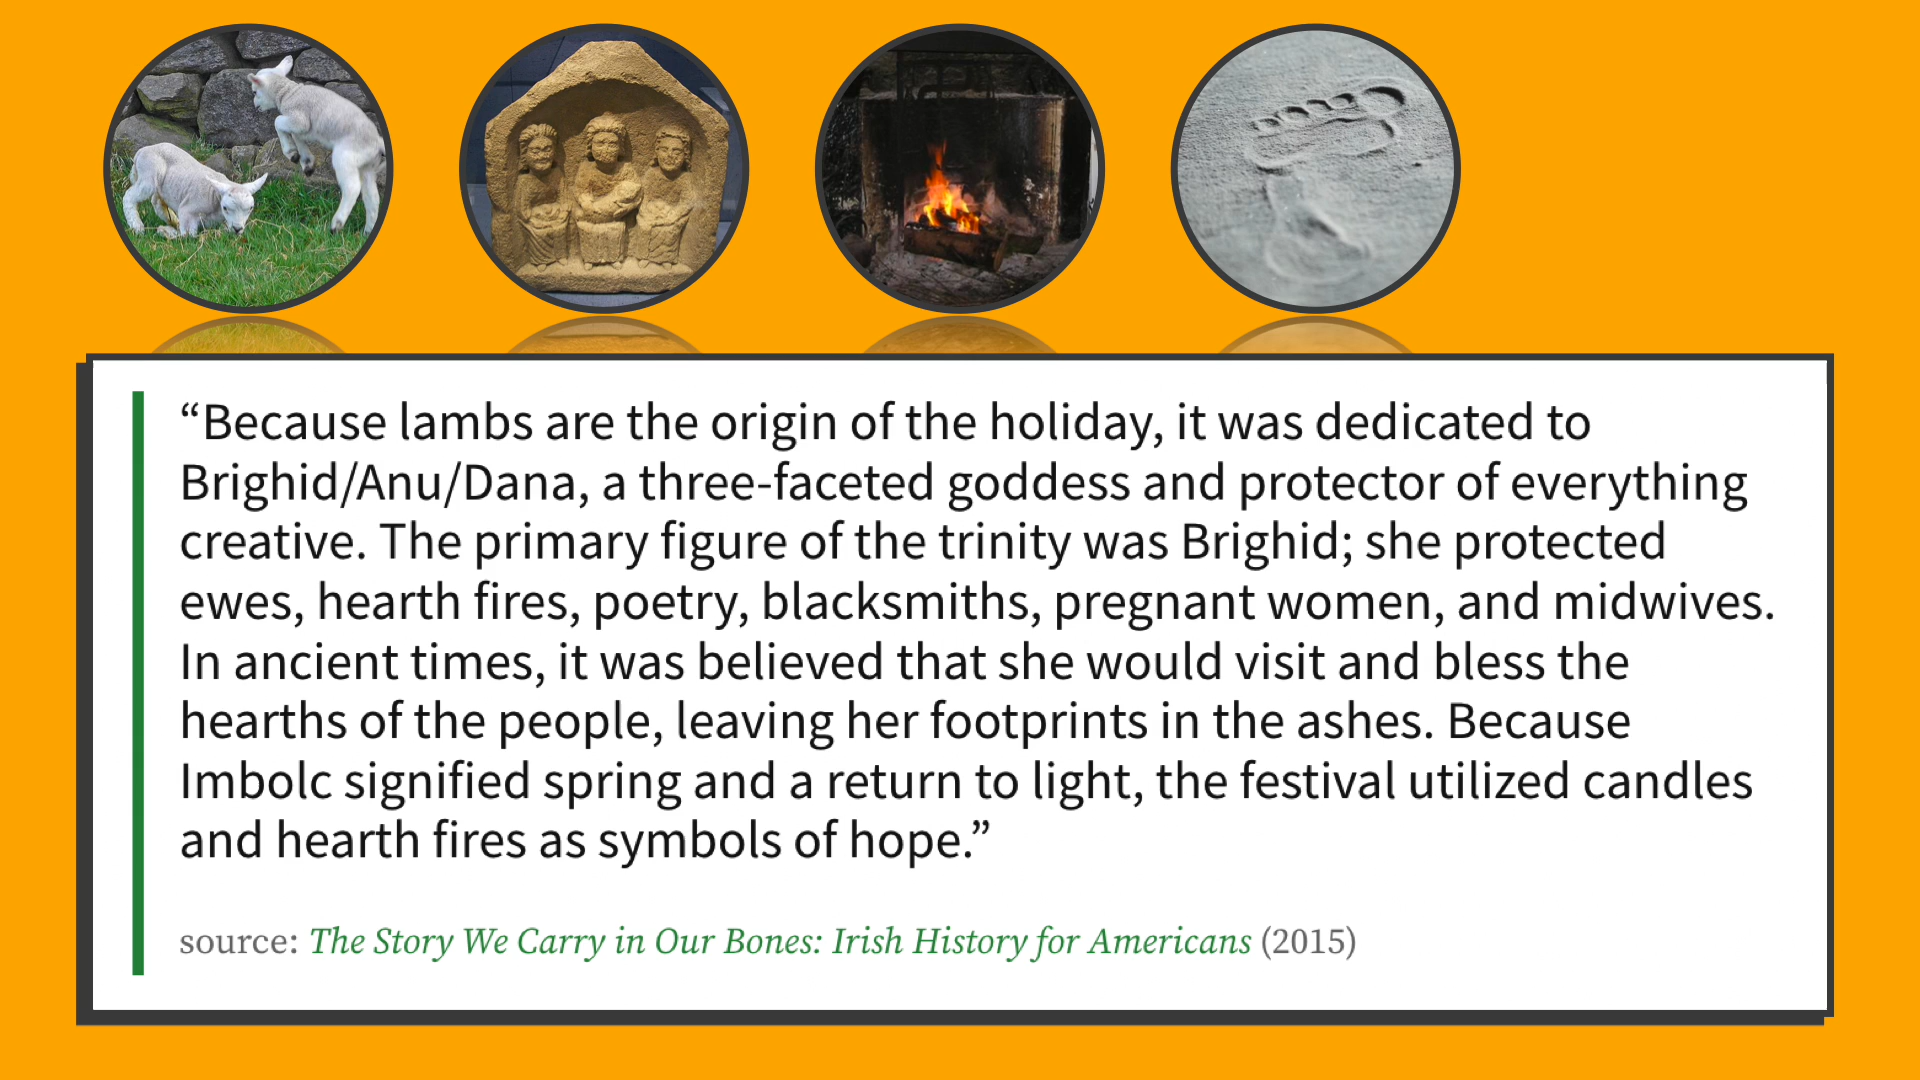 “Because lambs are the origin of the holiday, it was dedicated to
Brighid/Anu/Dana, a three-faceted goddess and protector of everything
creative. The primary figure of the trinity was Brighid; she protected
ewes, hearth fires, poetry, blacksmiths, pregnant women, and midwives.
In ancient times, it was believed that she would visit and bless the
hearths of the people, leaving her footprints in the ashes. Because
Imbolc signified spring and a return to light, the festival utilized candles
and hearth fires as symbols of hope.”
source: The Story We Carry in Our Bones: Irish History for Americans (2015)